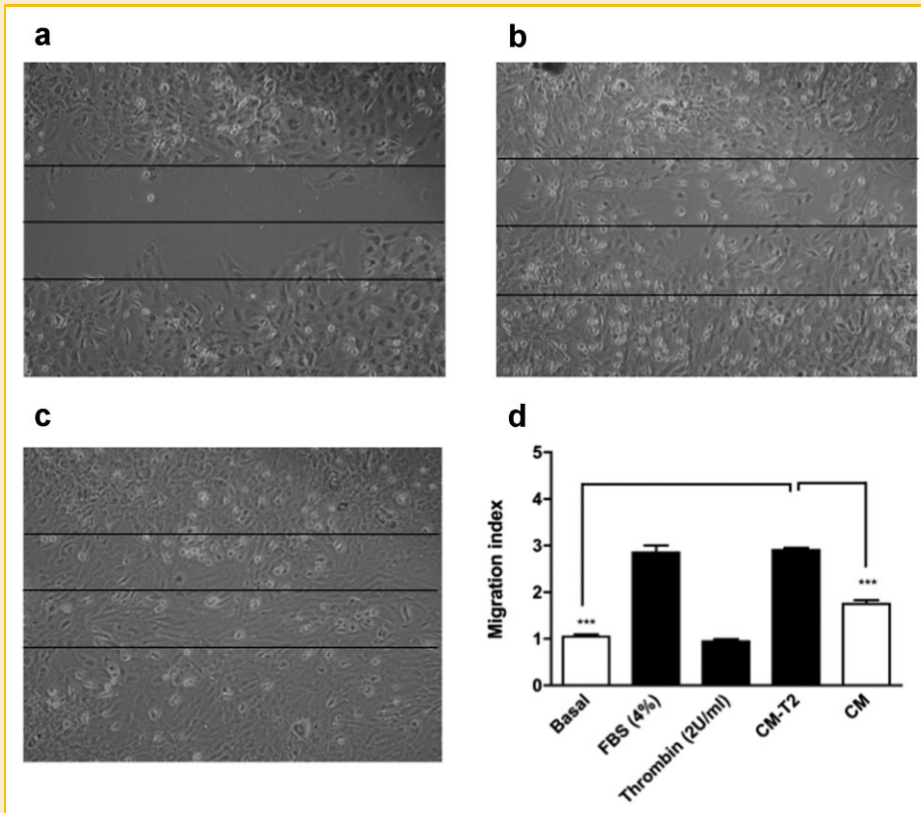 a
b
c
d
5
4
3
2
1
0
Migration index
***
***
Basal
FBS (4%)
Thrombin (2U/ml)
CM-T2
CM